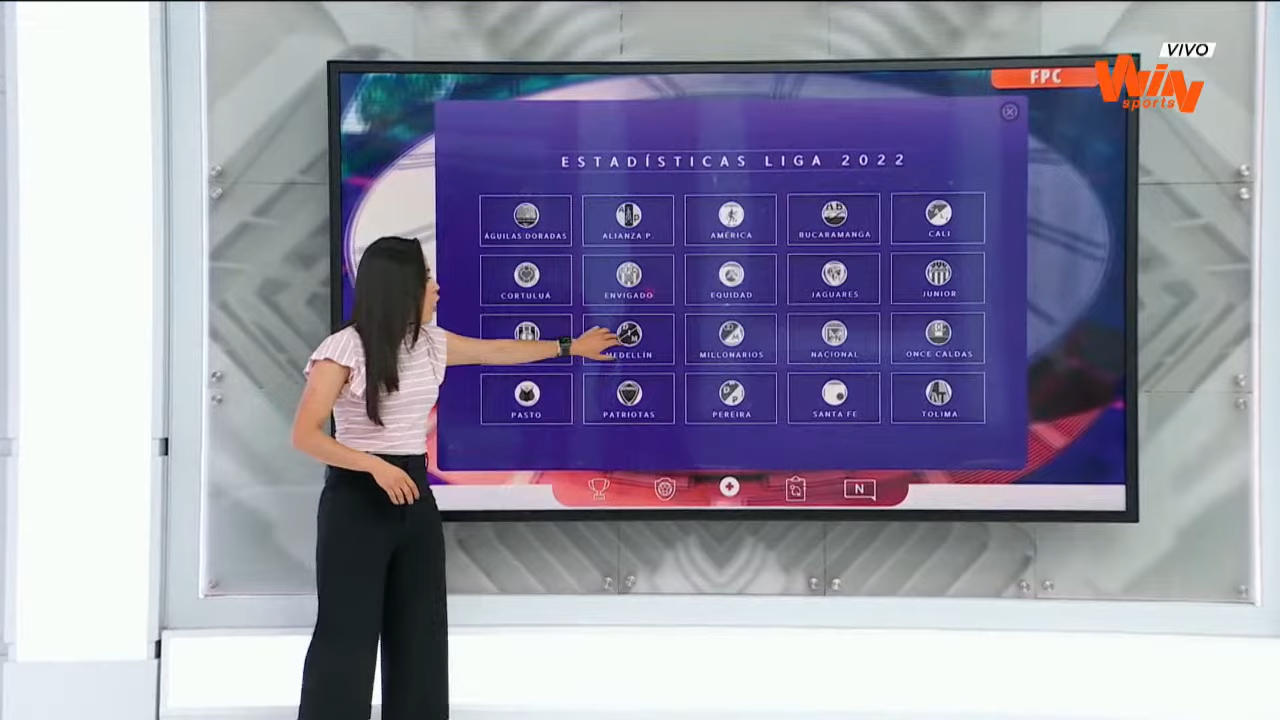 VIVO
FPC
WIN
sports
ESTADÍSTICAS LIGA 2022
ÁGUILAS DORADAS
ALIANZA P.
AMÉRICA
BUCARAMANGA
CALI
CORTULUÁ
ENVIGADO
EQUIDAD
JAGUARES
JUNIOR
MEDELLÍN
MILLONARIOS
NACIONAL
ONCE CALDAS
PASTO
PATRIOTAS
PEREIRA
SANTA FE
TOLIMA
N